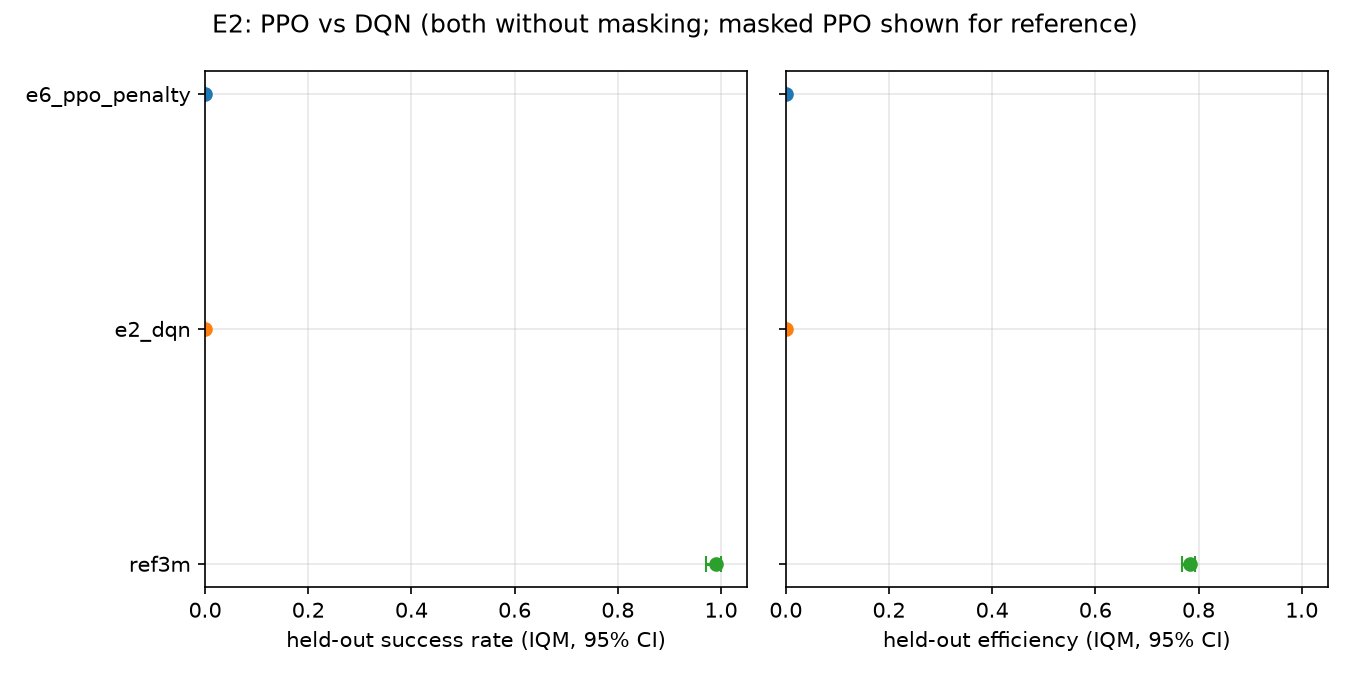 E2: PPO vs DQN (both without masking; masked PPO shown for reference)
e6_ppo_penalty
e2_dqn
ref3m
0.0 0.2 0.4 0.6 0.8 1.0
held-out success rate (IQM, 95% CI)
0.0 0.2 0.4 0.6 0.8 1.0
held-out efficiency (IQM, 95% CI)